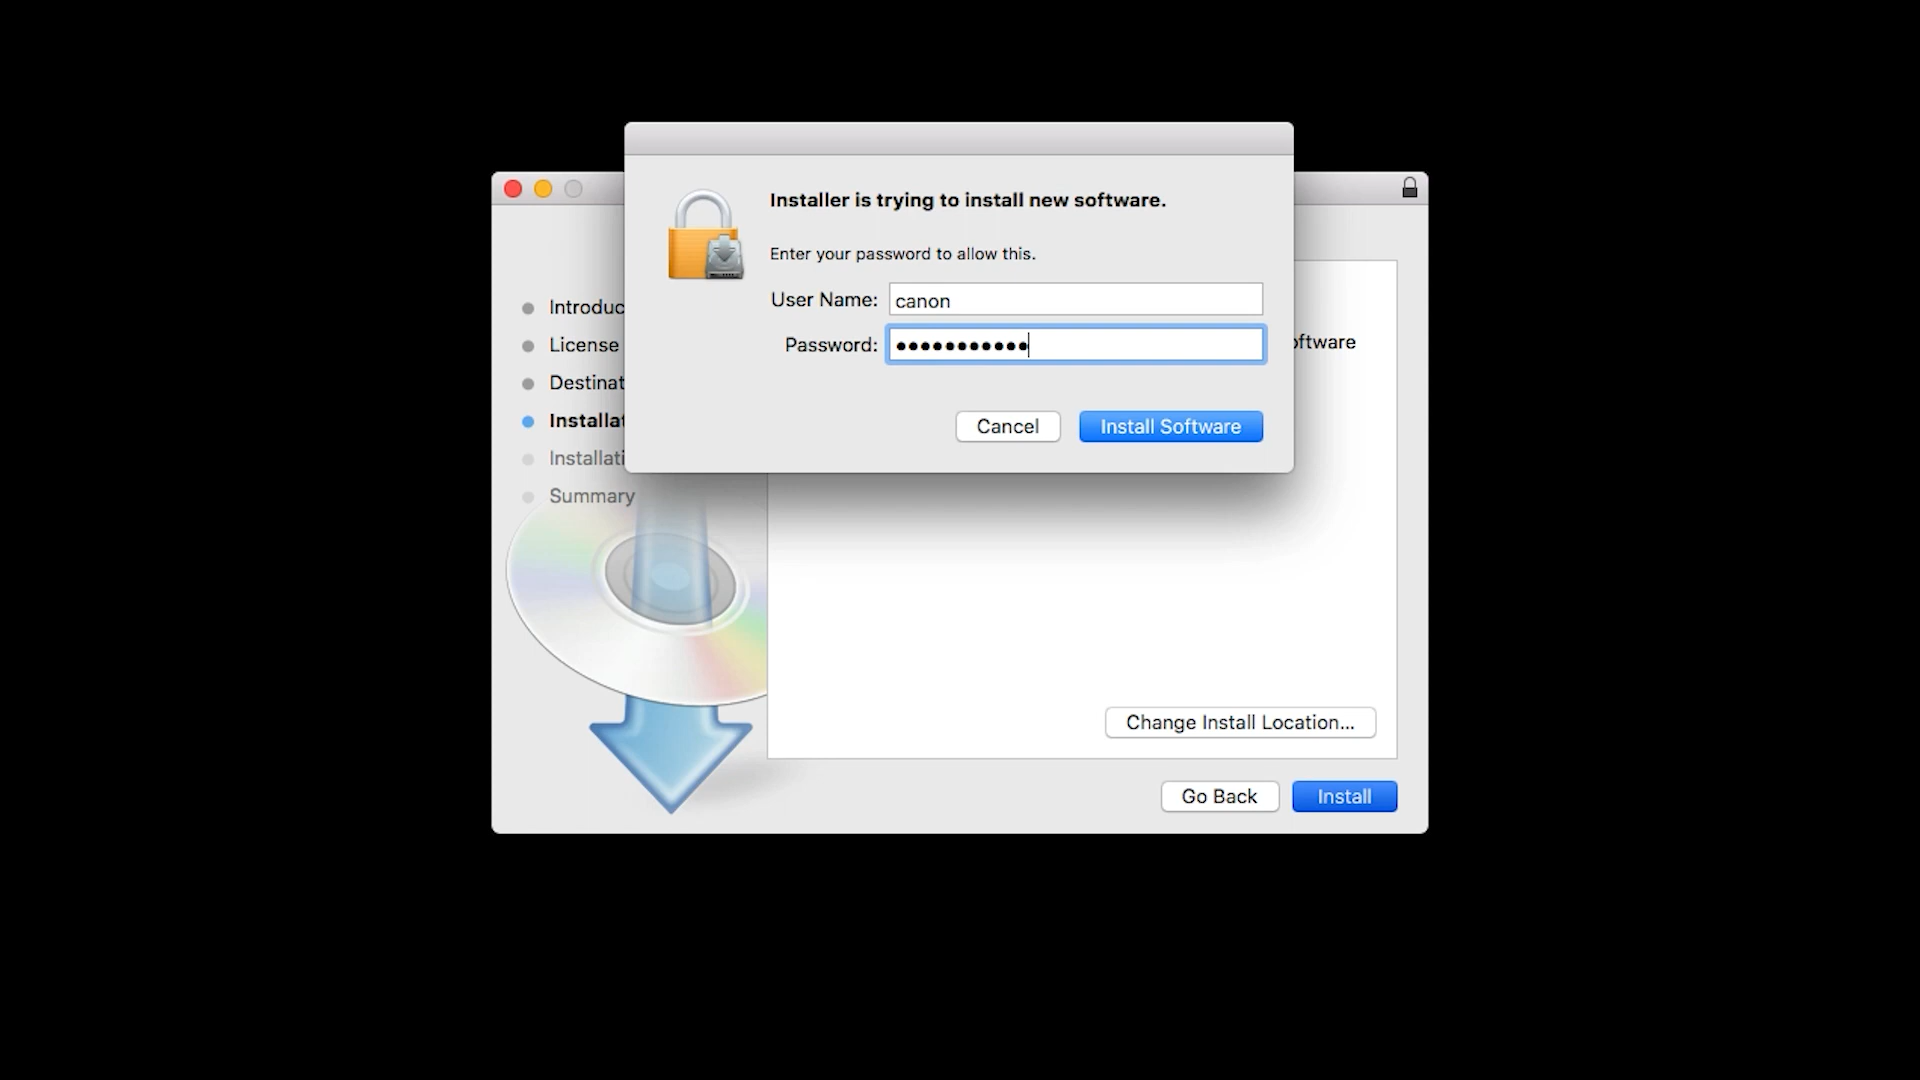 Installer is trying to install new software.
Enter your password to allow this.
User Name: canon
Password: ●●●●●●●●●●●
Cancel
Install Software
Introduc
License
Destinat
Installat
Installati
Summary
oftware
Change Install Location...
Go Back
Install